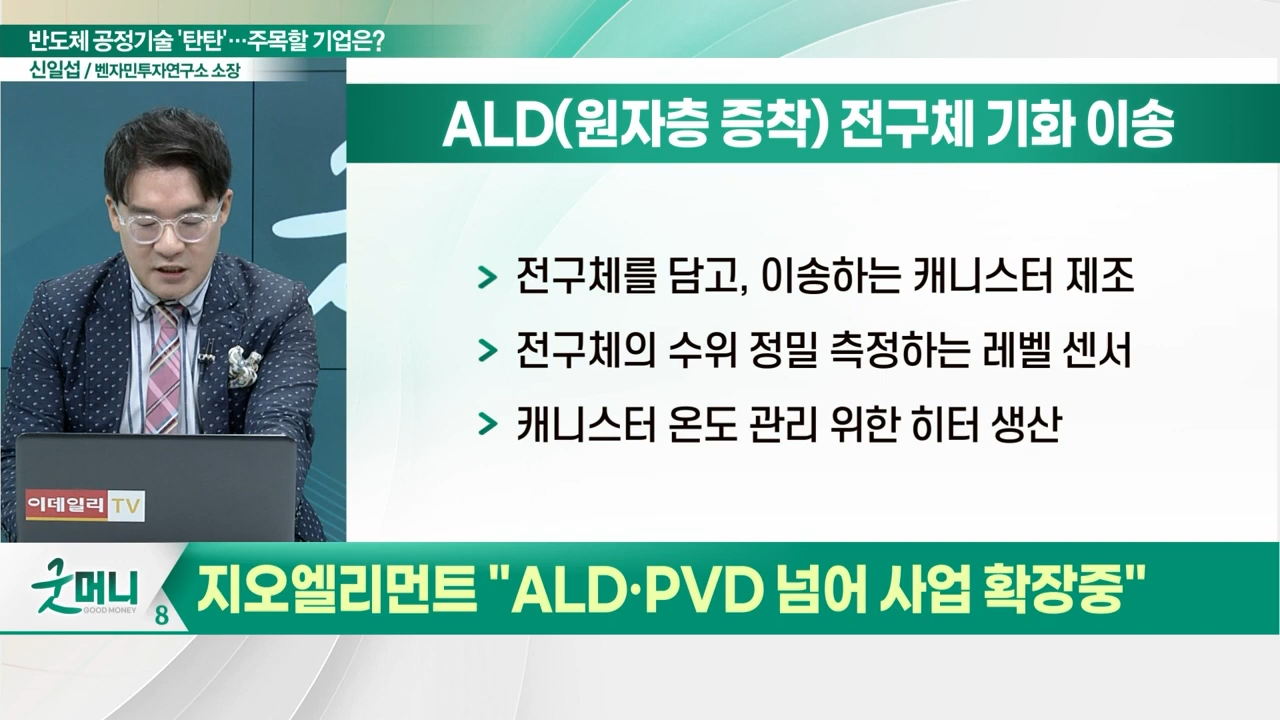 반도체 공정기술 '탄탄'…주목할 기업은?
신일섭 / 벤자민투자연구소 소장
ALD(원자층 증착) 전구체 기화 이송
> 전구체를 담고, 이송하는 캐니스터 제조
> 전구체의 수위 정밀 측정하는 레벨 센서
> 캐니스터 온도 관리 위한 히터 생산
이데일리 TV
굿머니
GOOD MONEY
8
지오엘리먼트 "ALD·PVD 넘어 사업 확장중"